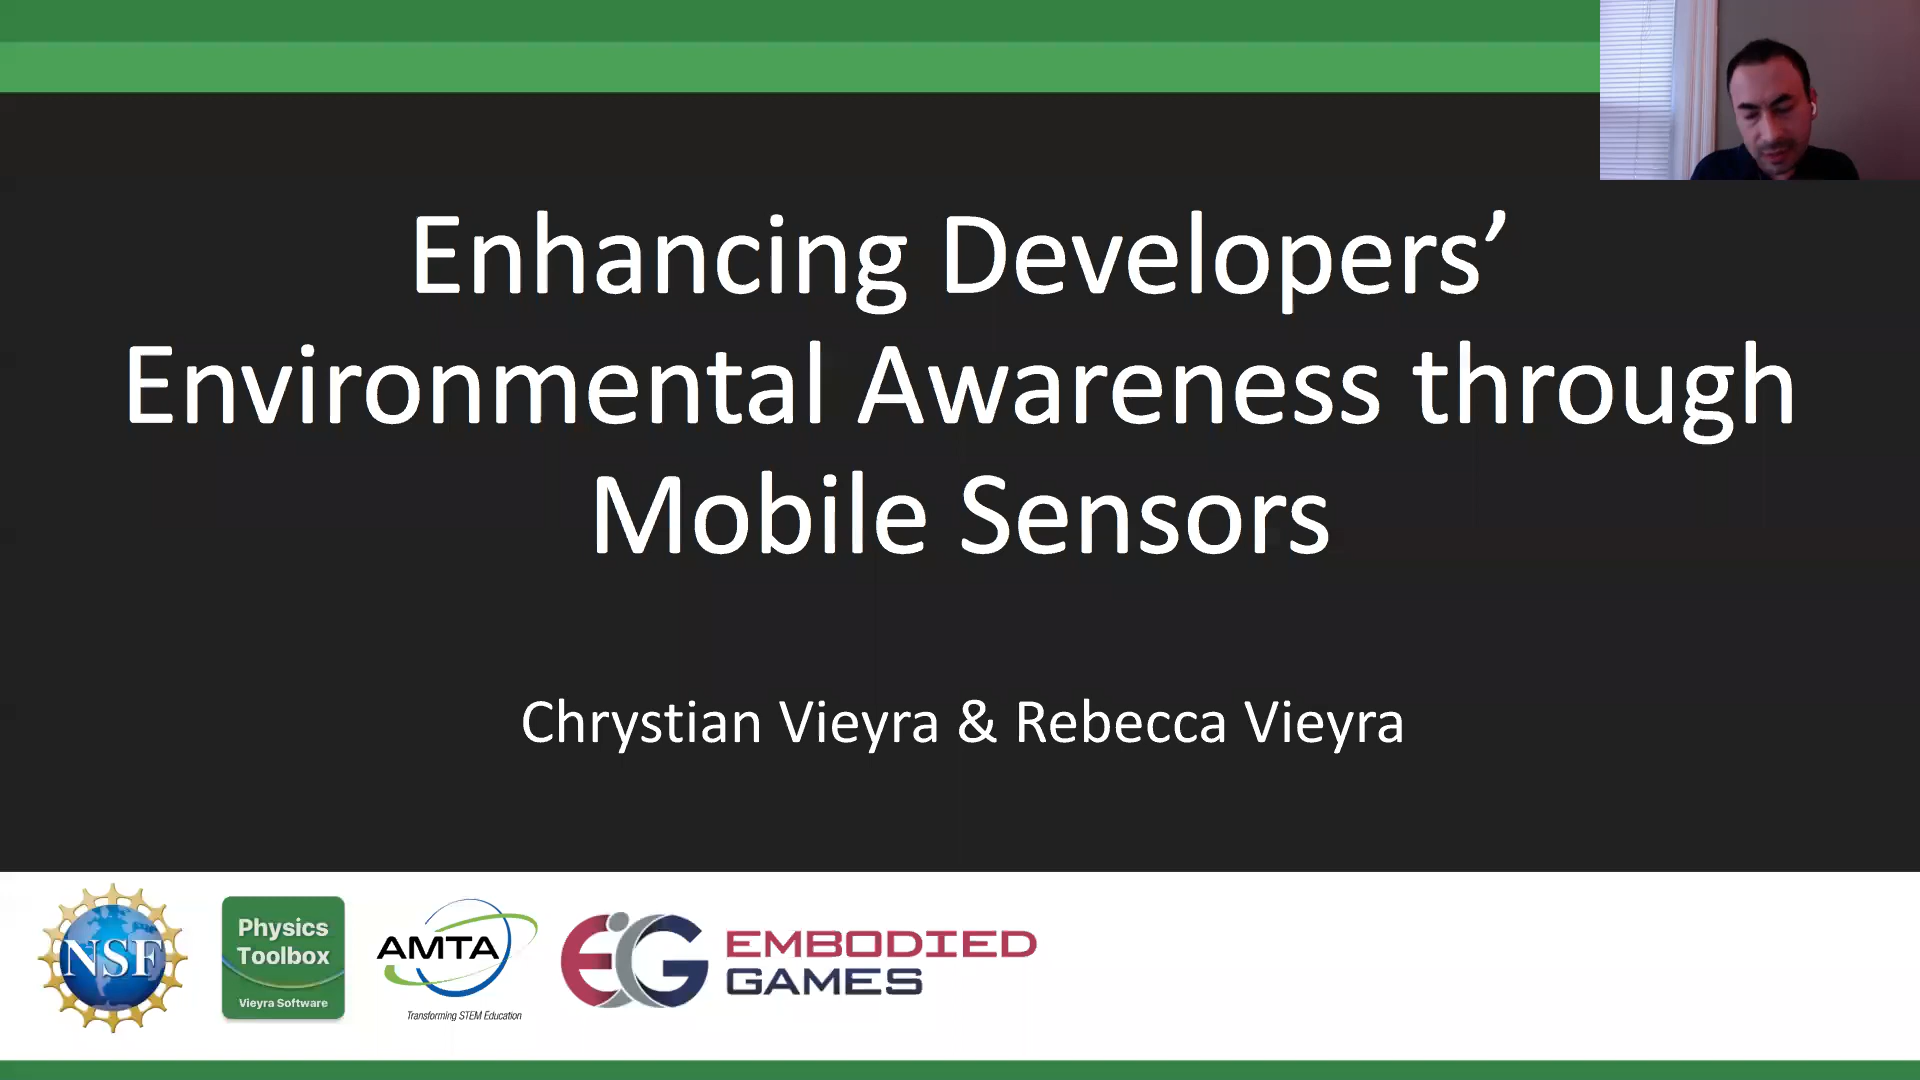 Enhancing Developers’
Environmental Awareness through
Mobile Sensors
Chrystian Vieyra & Rebecca Vieyra
NSF
Physics
Toolbox
Vieyra Software
AMTA
Transforming STEM Education
EiG
EMBODIED
GAMES